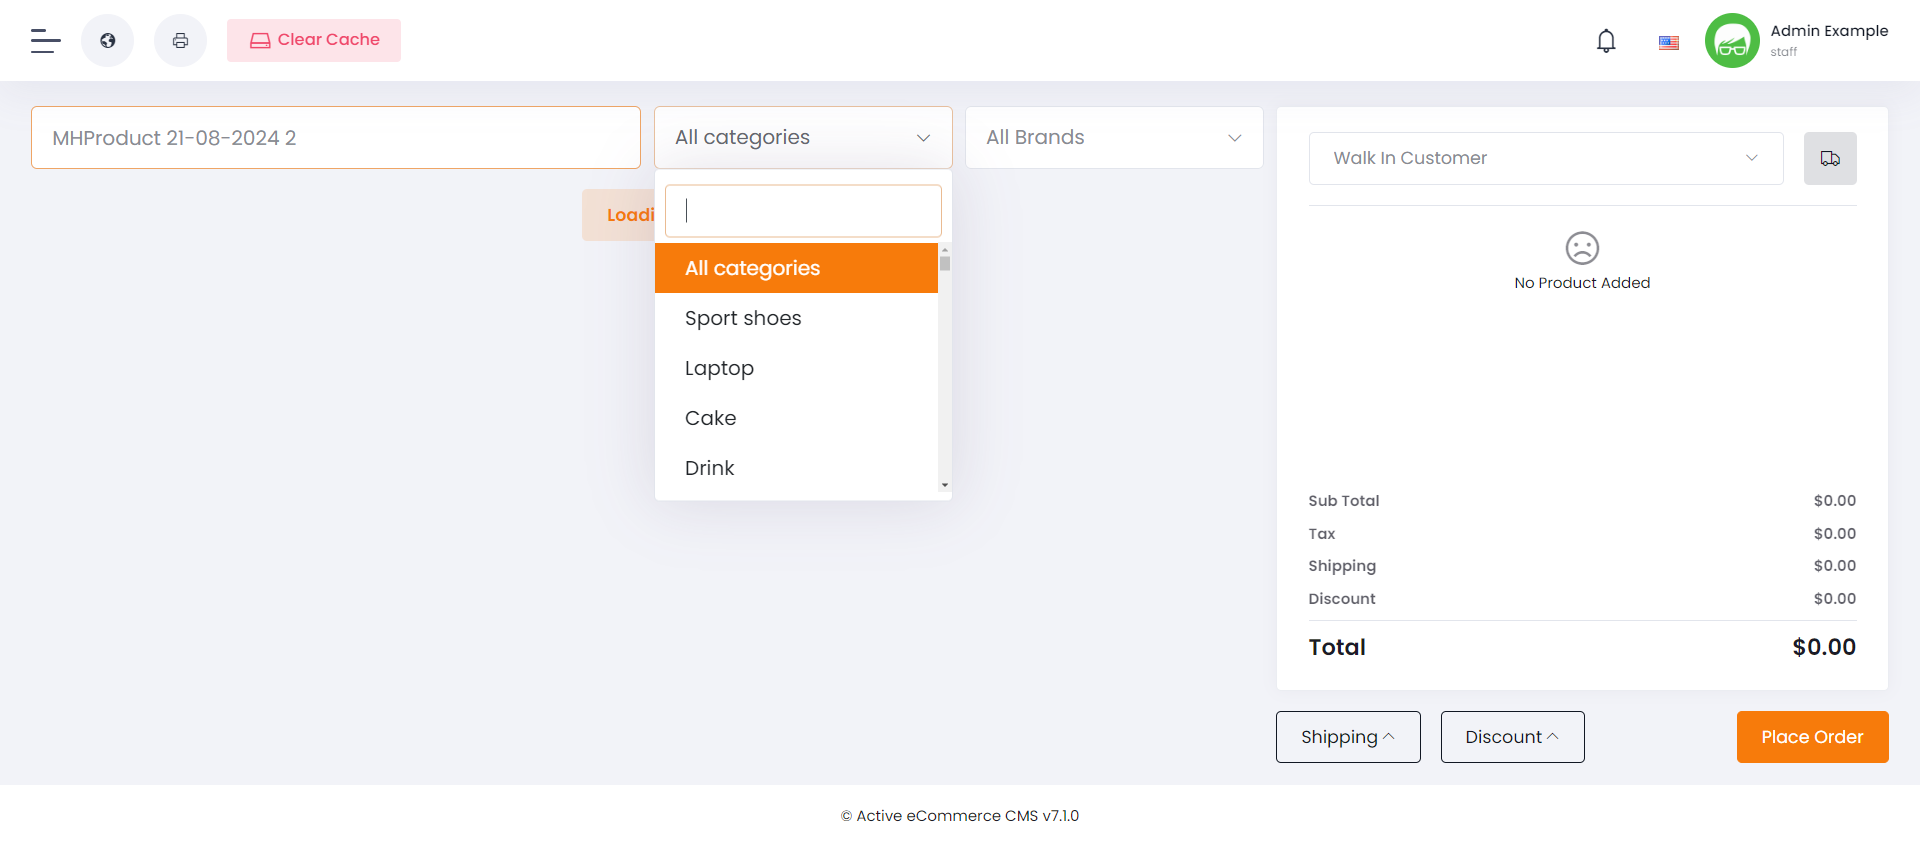 Clear Cache
Admin Example
staff
MHProduct 21-08-2024 2
All categories
All Brands
Walk In Customer
Loadi
All categories
Sport shoes
Laptop
Cake
Drink
No Product Added
Sub Total $0.00
Tax $0.00
Shipping $0.00
Discount $0.00
Total $0.00
Shipping
Discount
Place Order
© Active eCommerce CMS v7.1.0